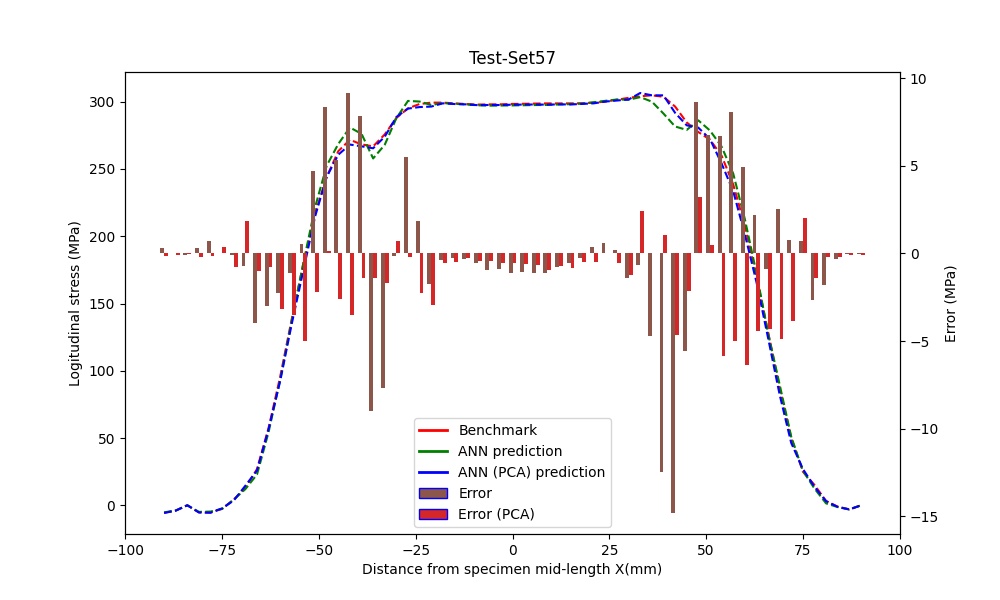 Test-Set57
300
250
200
150
100
50
0
Logitudinal stress (MPa)
10
5
0
−5
−10
−15
Error (MPa)
Benchmark
ANN prediction
ANN (PCA) prediction
Error
Error (PCA)
−100 −75 −50 −25 0 25 50 75 100
Distance from specimen mid-length X(mm)